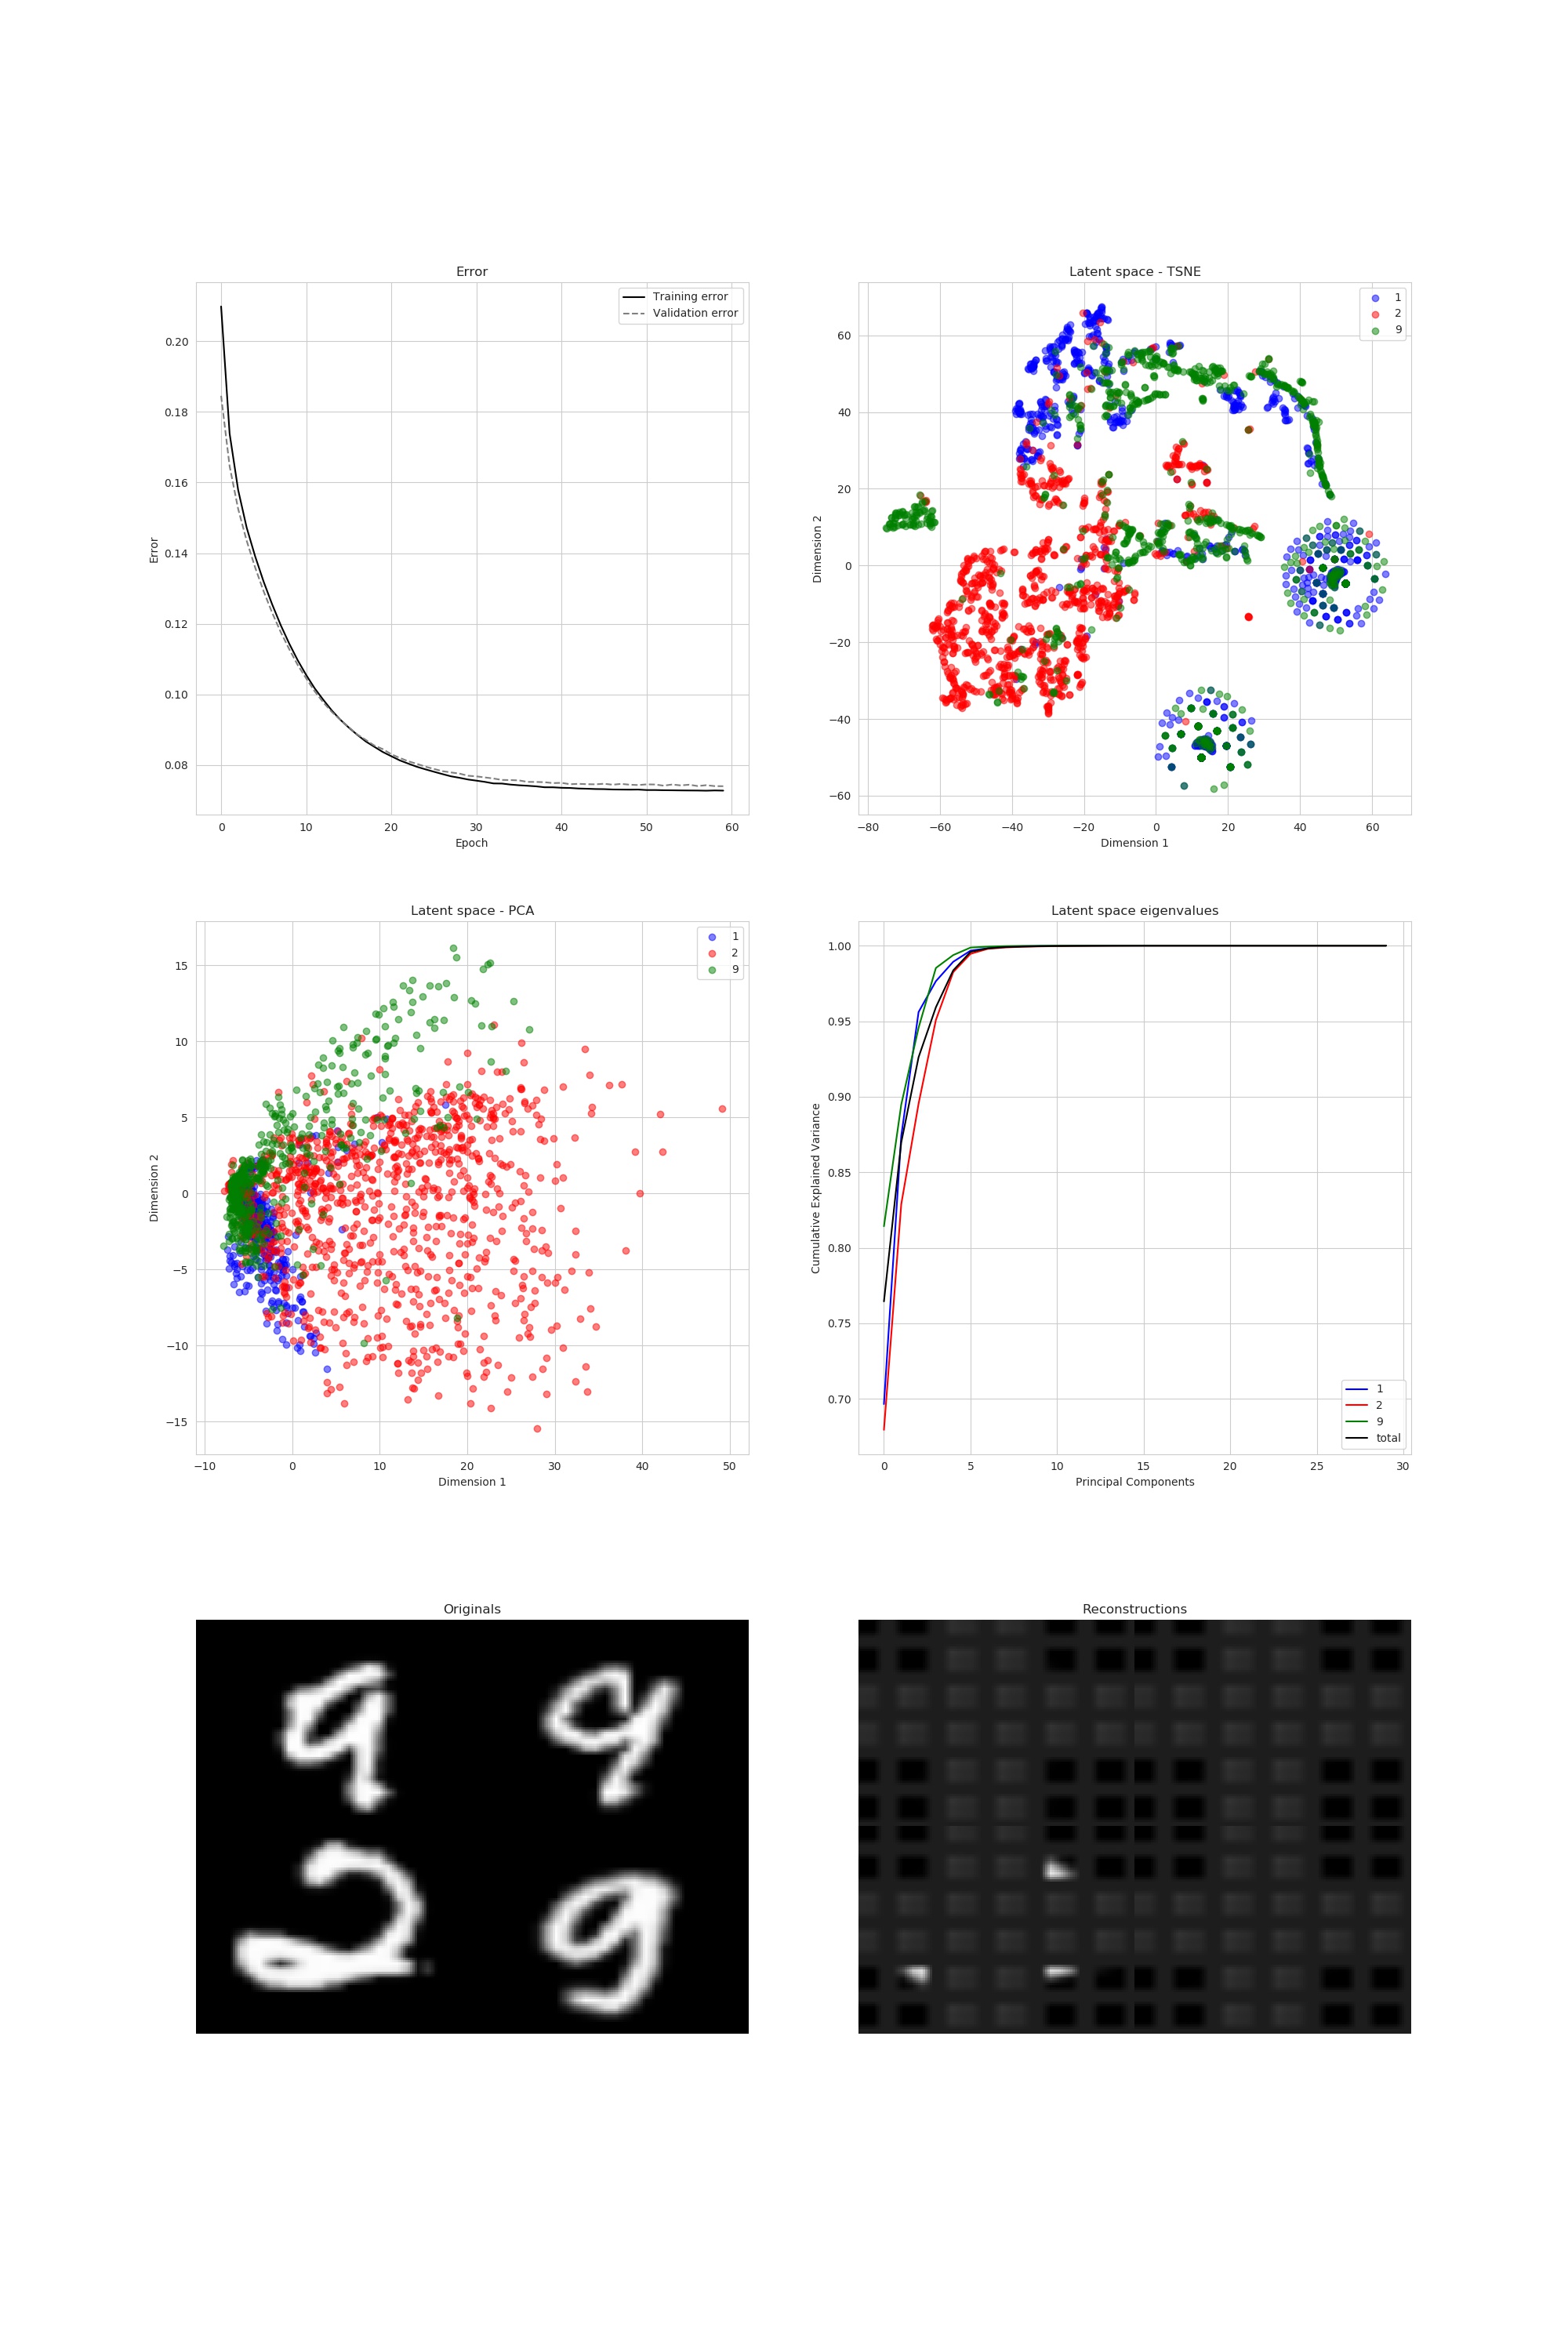 Error
Training error
Validation error
0.20
0.18
0.16
0.14
0.12
0.10
0.08
Error
0 10 20 30 40 50 60
Epoch
Latent space - TSNE
1
2
9
60
40
20
0
−20
−40
−60
Dimension 2
−80 −60 −40 −20 0 20 40 60
Dimension 1
Latent space - PCA
1
2
9
15
10
5
0
−5
−10
−15
Dimension 2
−10 0 10 20 30 40 50
Dimension 1
Latent space eigenvalues
1.00
0.95
0.90
0.85
0.80
0.75
0.70
Cumulative Explained Variance
1
2
9
total
0 5 10 15 20 25 30
Principal Components
Originals
9 9
2 9
Reconstructions